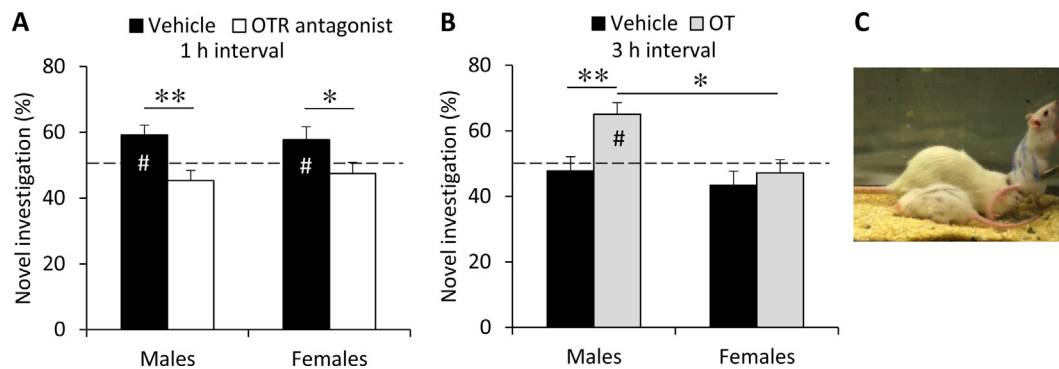 A
Vehicle OTR antagonist
1 h interval
Novel investigation (%)
80
60
40
20
0
**
*
#
#
Males Females
B
Vehicle OT
3 h interval
Novel investigation (%)
80
60
40
20
0
**
*
#
Males Females
C